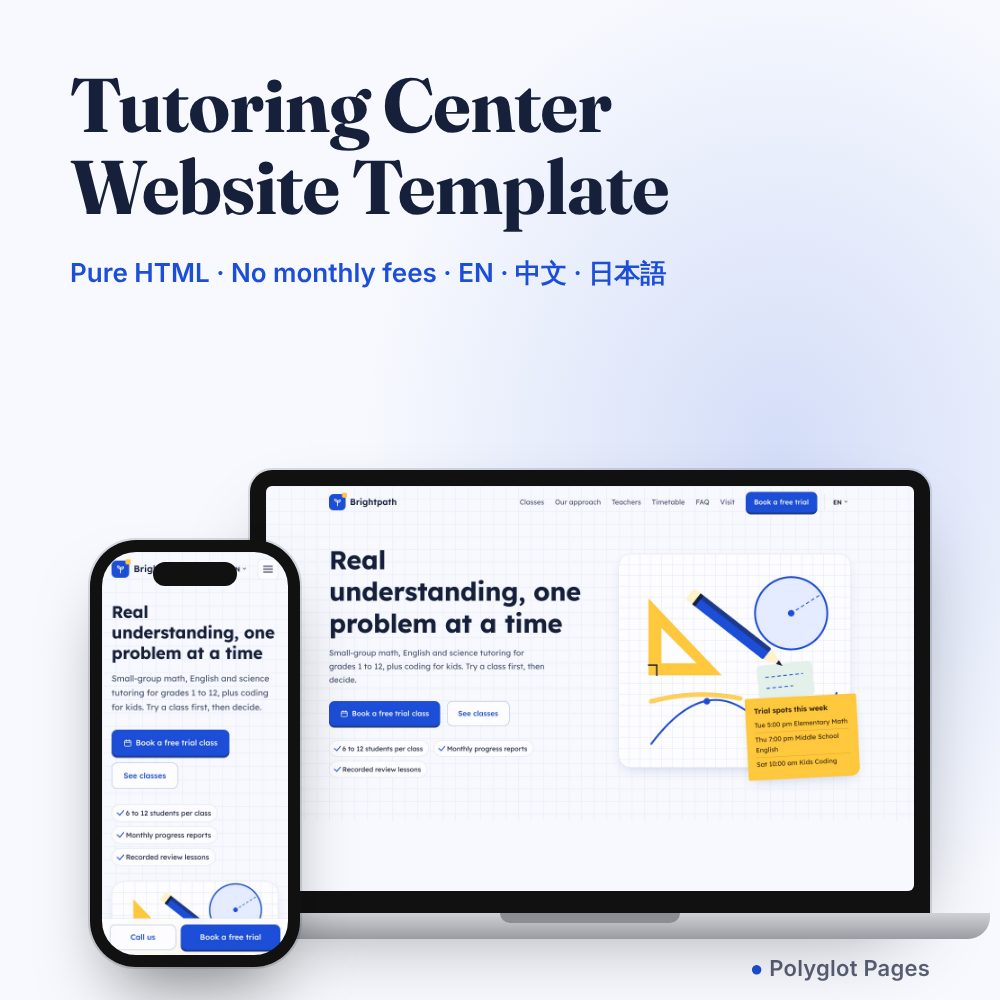 Tutoring Center
Website Template
Pure HTML · No monthly fees · EN · 中文 · 日本語
Brightpath
Classes
Our approach
Teachers
Timetable
FAQ
Visit
Book a free trial
EN
Real
understanding, one
problem at a time
Small-group math, English and science tutoring for
grades 1 to 12, plus coding for kids. Try a class first, then
decide.
Book a free trial class
See classes
6 to 12 students per class
Monthly progress reports
Recorded review lessons
Trial spots this week
Tue 5:00 pm Elementary Math
Thu 7:00 pm Middle School
English
Sat 10:00 am Kids Coding
Real
understanding, one
problem at a time
Small-group math, English and science
tutoring for grades 1 to 12, plus coding
for kids. Try a class first, then decide.
Book a free trial class
See classes
6 to 12 students per class
Monthly progress reports
Recorded review lessons
Call us
Book a free trial
Polyglot Pages